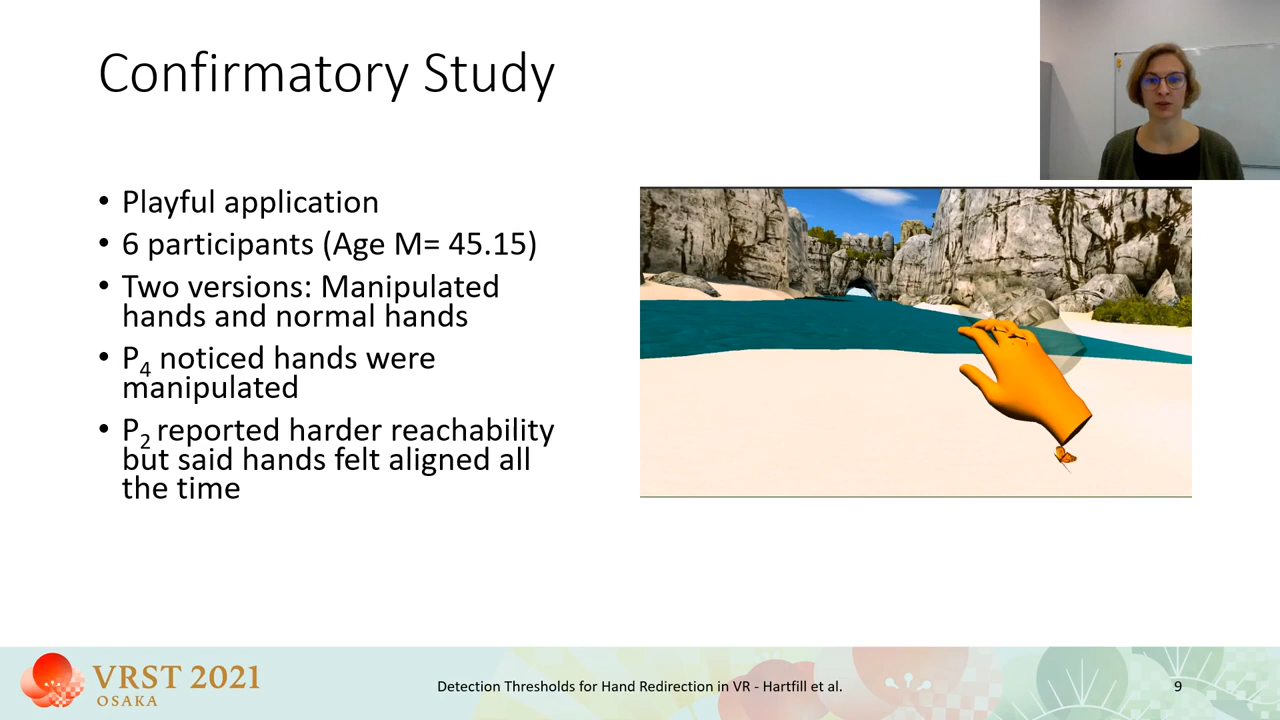 Confirmatory Study
• Playful application
• 6 participants (Age M= 45.15)
• Two versions: Manipulated
hands and normal hands
• P4 noticed hands were
manipulated
• P2 reported harder reachability
but said hands felt aligned all
the time
VRST 2021
OSAKA
Detection Thresholds for Hand Redirection in VR - Hartfill et al.
9